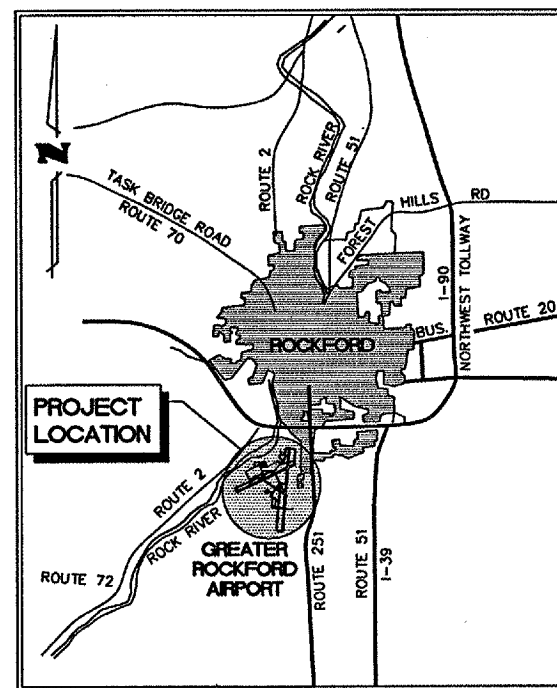 N
TASK BRIDGE ROAD
ROUTE 70
ROUTE 2
ROCK RIVER
ROUTE 51
FOREST
HILLS RD
I-90
NORTHWEST TOLLWAY
BUS. ROUTE 20
ROCKFORD
PROJECT
LOCATION
ROUTE 2
ROCK RIVER
ROUTE 72
GREATER
ROCKFORD
AIRPORT
ROUTE 251
ROUTE 51
I-39